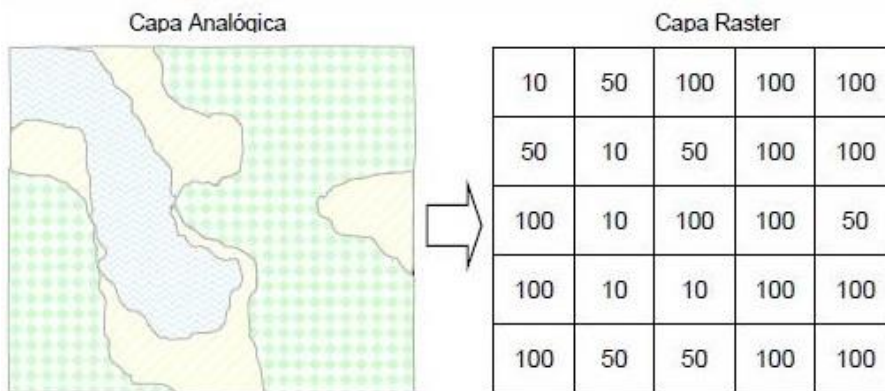 Capa Analógica Capa Raster
10 50 100 100 100
50 10 50 100 100
100 10 100 100 50
100 10 10 100 100
100 50 50 100 100